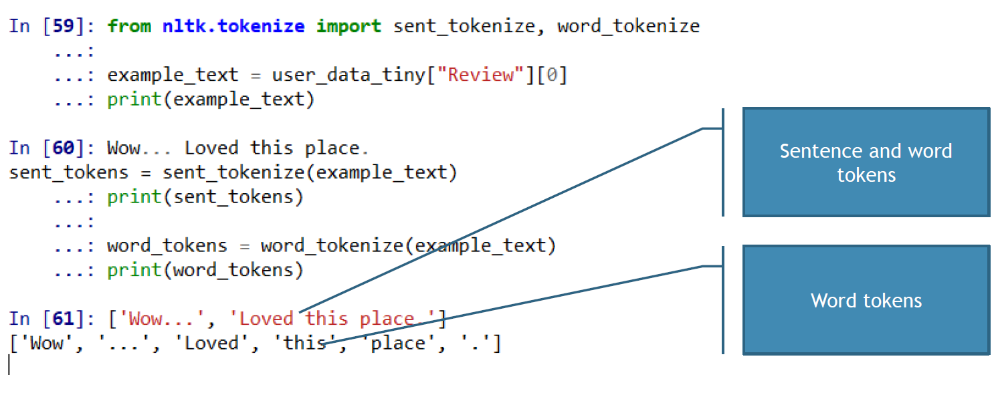 In [59]: from nltk.tokenize import sent_tokenize, word_tokenize
...:
...: example_text = user_data_tiny["Review"][0]
...: print(example_text)
In [60]: Wow... Loved this place.
sent_tokens = sent_tokenize(example_text)
...: print(sent_tokens)
...:
...: word_tokens = word_tokenize(example_text)
...: print(word_tokens)
In [61]: ['Wow...', 'Loved this place.']
['Wow', '...', 'Loved', 'this', 'place', '.']
Sentence and word
tokens
Word tokens